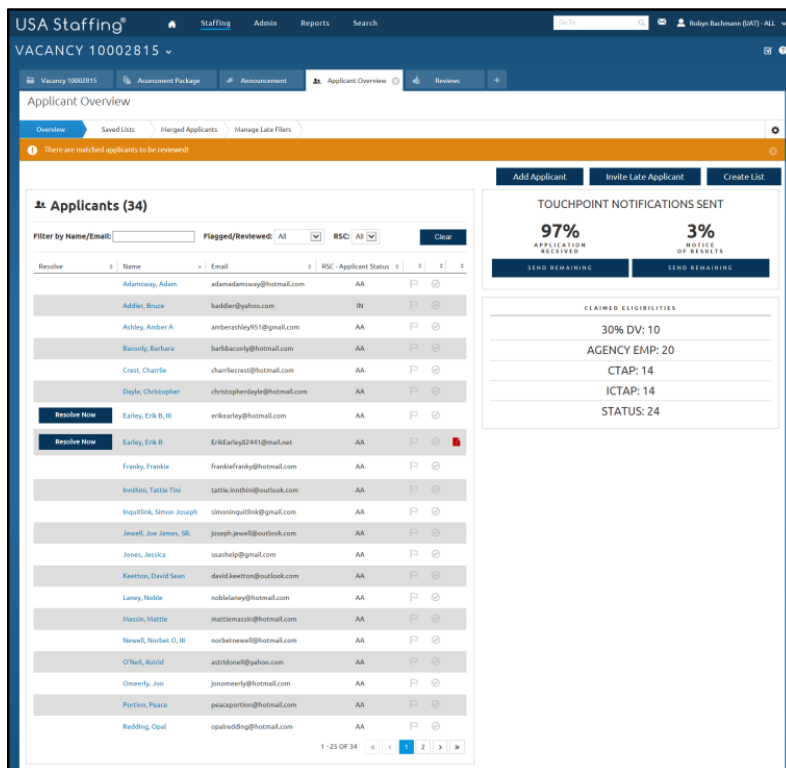 USA Staffing® Staffing Admin Reports Search Go To Robyn Bachmann (UAT) - ALL
VACANCY 10002815
Vacancy 10002815 Assessment Package Announcement Applicant Overview Reviews +
Applicant Overview
Overview Saved Lists Merged Applicants Manage Late Filers
There are matched applicants to be reviewed!
Add Applicant Invite Late Applicant Create List
Applicants (34)
Filter by Name/Email: Flagged/Reviewed: All RSC: All Clear
Resolve Name Email RSC - Applicant Status
Adamsway, Adam adamadamsway@hotmail.com AA
Addier, Bruce baddier@yahoo.com IN
Ashley, Amber A amberashley951@gmail.com AA
Baconly, Barbara barbbaconly@hotmail.com AA
Crest, Charrlie charrliecrest@hotmail.com AA
Dayle, Christopher christopherdayle@hotmail.com AA
Resolve Now Earley, Erik B, III erikearley@hotmail.com AA
Resolve Now Earley, Erik B ErikEarley82441@mail.net AA
Franky, Frankie frankiefranky@hotmail.com AA
Innthini, Tattie Tini tattie.innthini@outlook.com AA
Inquitlink, Simon Joseph simoninquitlink@gmail.com AA
Jewell, Joe James, SR. joseph.jewell@outlook.com AA
Jones, Jessica usashelp@gmail.com AA
Keetton, David Sean david.keetton@outlook.com AA
Laney, Noble noblelaney@hotmail.com AA
Massin, Mattie mattiemassin@hotmail.com AA
Newell, Norbet O, III norbetnewell@hotmail.com AA
O'Neil, Astrid astridoneil@yahoo.com AA
Omeerly, Jon jonomeerly@hotmail.com AA
Portion, Peace peaceportion@hotmail.com AA
Redding, Opal opalredding@hotmail.com AA
1 - 25 OF 34 « < 1 2 > »
TOUCHPOINT NOTIFICATIONS SENT
97% 3%
APPLICATION RECEIVED NOTICE OF RESULTS
SEND REMAINING SEND REMAINING
CLAIMED ELIGIBILITIES
30% DV: 10
AGENCY EMP: 20
CTAP: 14
ICTAP: 14
STATUS: 24